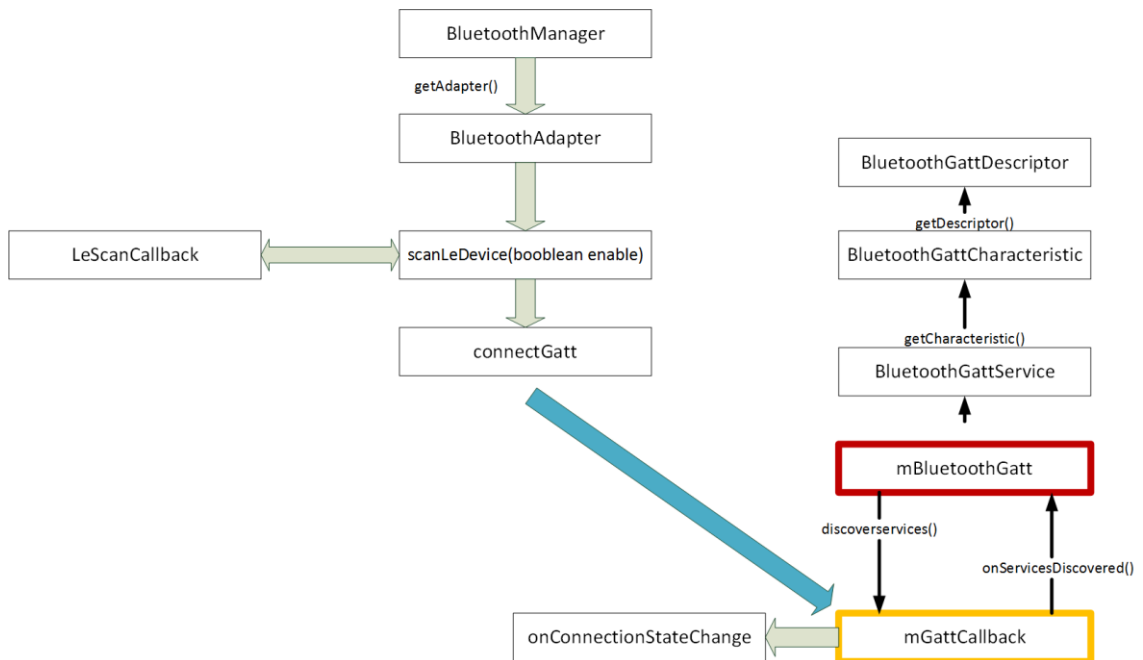 BluetoothManager
getAdapter()
BluetoothAdapter
BluetoothGattDescriptor
getDescriptor()
LeScanCallback
scanLeDevice(booblean enable)
BluetoothGattCharacteristic
getCharacteristic()
connectGatt
BluetoothGattService
mBluetoothGatt
discoverservices()
onServicesDiscovered()
onConnectionStateChange
mGattCallback